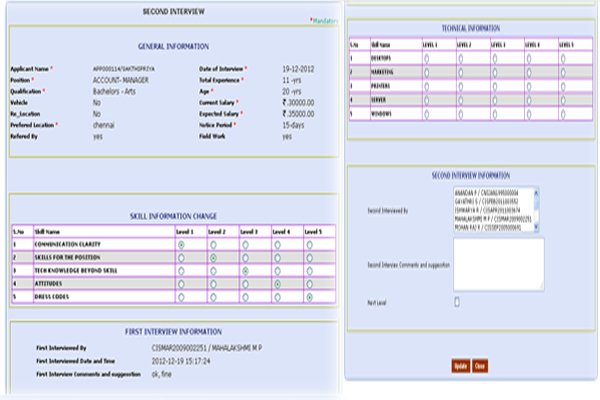 SECOND INTERVIEW
*Mandatory
GENERAL INFORMATION
Applicant Name * APP000114/SAKTHIPRIYA Date of Interview * 19-12-2012
Position * ACCOUNT- MANAGER Total Experience * 11 -yrs
Qualification * Bachelors - Arts Age * 20 -yrs
Vehicle No Current Salary * ₹.30000.00
Re_Location No Expected Salary * ₹.35000.00
Prefered Location * chennai Notice Period * 15-days
Refered By yes Field Work yes
SKILL INFORMATION CHANGE
S.No Skill Name Level 1 Level 2 Level 3 Level 4 Level 5
1 COMMUNICATION CLARITY
2 SKILLS FOR THE POSITION
3 TECH KNOWLEDGE BEYOND SKILL
4 ATTITUDES
5 DRESS CODES
FIRST INTERVIEW INFORMATION
First Interviewed By CISMAR2009002251 / MAHALAKSHMI M P
First Interviewed Date and Time 2012-12-19 15:17:24
First Interview Comments and suggestion ok, fine
TECHNICAL INFORMATION
S.No Skill Name LEVEL 1 LEVEL 2 LEVEL 3 LEVEL 4 LEVEL 5
1 DESKTOPS
2 MARKETING
3 PRINTERS
4 SERVER
5 WINDOWS
SECOND INTERVIEW INFORMATION
Second Interviewed By
ANANDAN P /
GAYATHRI S /
ISHWARYA R /
MAHALAKSHMI M P / CISMAR2009002251
MOHAN RAJ R /
Second Interview Comments and suggestion
Next Level
Update Close